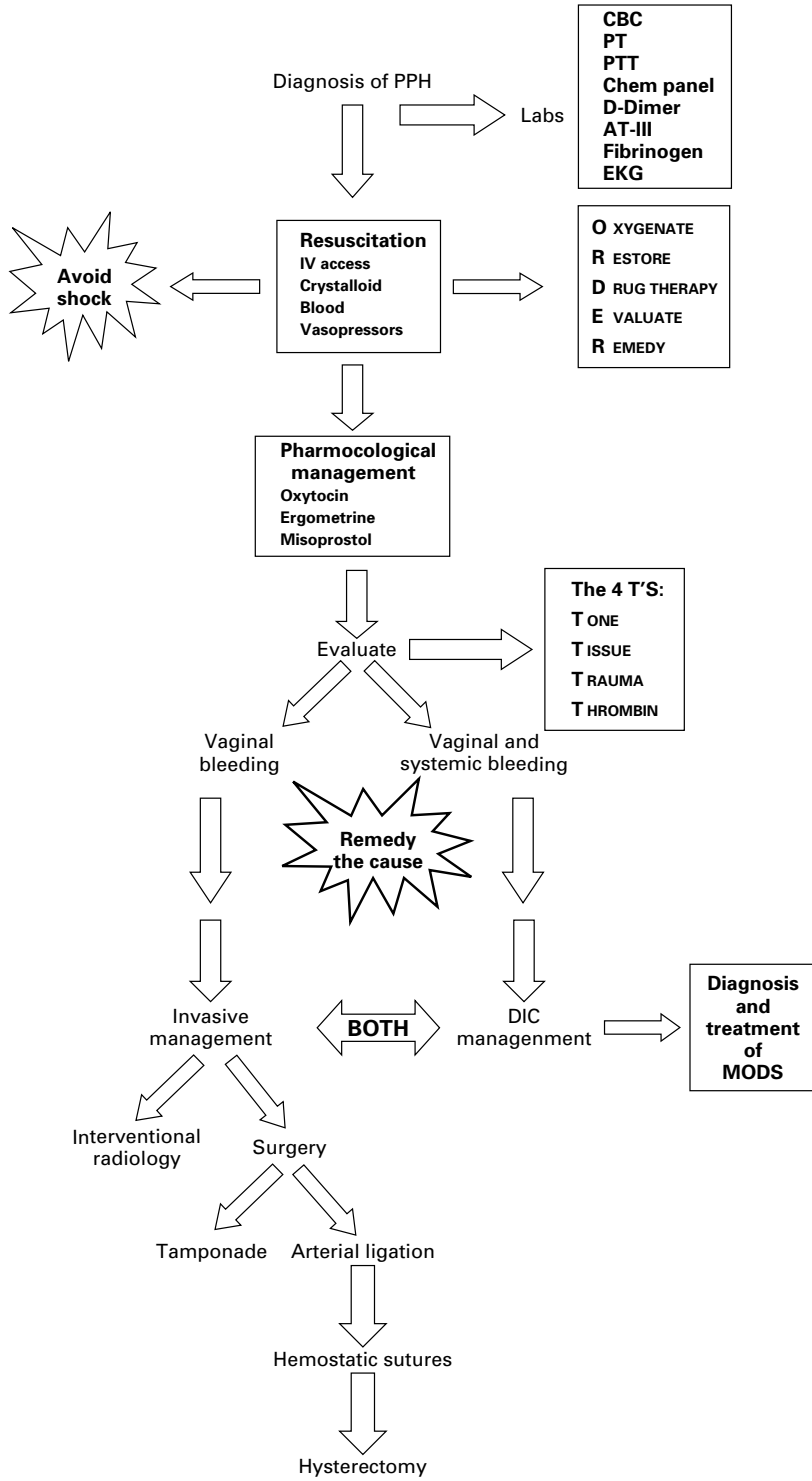 Diagnosis of PPH
Labs
CBC
PT
PTT
Chem panel
D-Dimer
AT-III
Fibrinogen
EKG
Avoid
shock
Resuscitation
IV access
Crystalloid
Blood
Vasopressors
O XYGENATE
R ESTORE
D RUG THERAPY
E VALUATE
R EMEDY
Pharmocological
management
Oxytocin
Ergometrine
Misoprostol
Evaluate
The 4 T’S:
T ONE
T ISSUE
T RAUMA
T HROMBIN
Vaginal
bleeding
Vaginal and
systemic bleeding
Remedy
the cause
Invasive
management
BOTH
DIC
managenment
Diagnosis
and
treatment
of
MODS
Interventional
radiology
Surgery
Tamponade
Arterial ligation
Hemostatic sutures
Hysterectomy